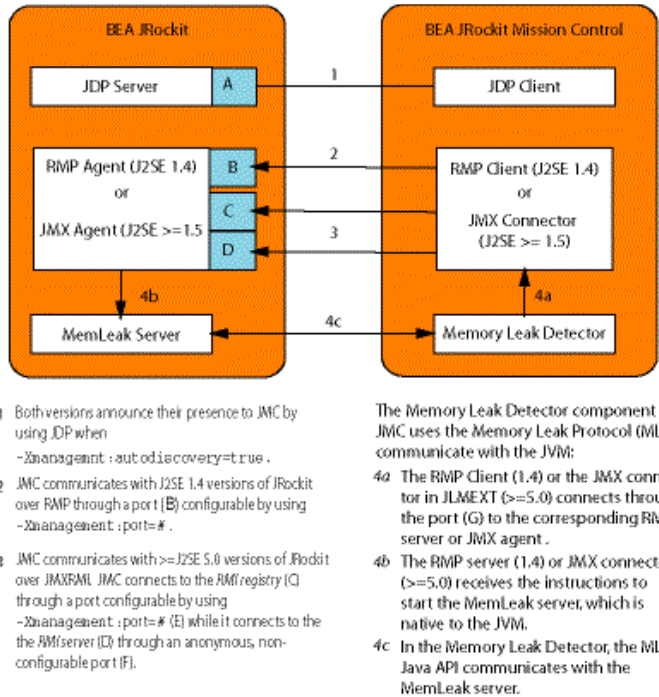 BEA JRockit
BEA JRockit Mission Control
JDP Server
A
1
JDP Client
RMP Agent (J2SE 1.4)
or
JMX Agent (J2SE >=1.5
B
C
D
2
3
RMP Client (J2SE 1.4)
or
JMX Connector
(J2SE >= 1.5)
4b
4a
MemLeak Server
4c
Memory Leak Detector
Both versions announce their presence to JMC by
using JDP when
-Xmanagemnt:autodiscovery=true.
JMC communicates with J2SE 1.4 versions of JRockit
over RMP through a port (B) configurable by using
-Xmanagement:port=#.
JMC communicates with >=J2SE 5.0 versions of JRockit
over JMXRMI. JMC connects to the RMI registry (C)
through a port configurable by using
-Xmanagement:port=# (E) while it connects to the
the RMI server (D) through an anonymous, non-
configurable port (F).
The Memory Leak Detector component
JMC uses the Memory Leak Protocol (ML
communicate with the JVM:
4a The RMP Client (1.4) or the JMX conn
tor in JLMEXT (>=5.0) connects throu
the port (G) to the corresponding RM
server or JMX agent .
4b The RMP server (1.4) or JMX connect
(>=5.0) receives the instructions to
start the MemLeak server, which is
native to the JVM.
4c In the Memory Leak Detector, the ML
Java API communicates with the
MemLeak server.